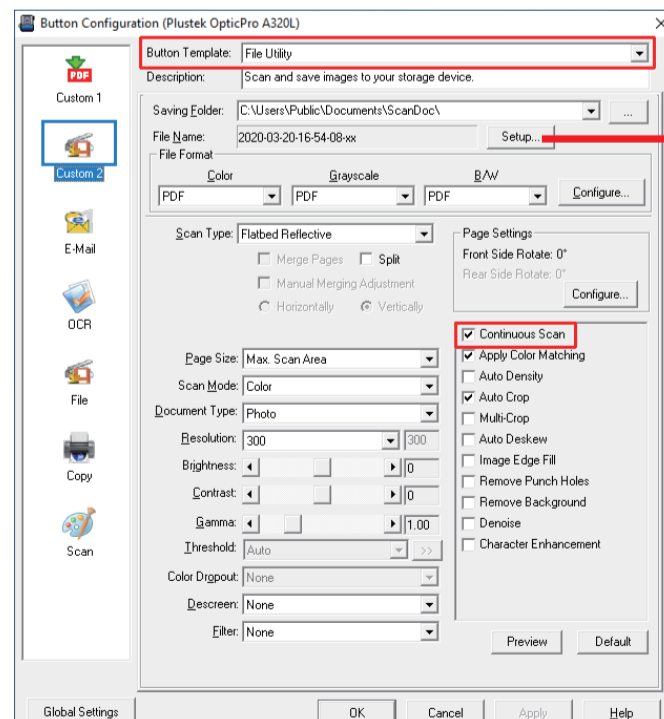 Button Configuration (Plustek OpticPro A320L)
PDF
Custom 1
Custom 2
E-Mail
OCR
File
Copy
Scan
Button Template: File Utility
Description: Scan and save images to your storage device.
Saving Folder: C:\Users\Public\Documents\ScanDoc\ ...
File Name: 2020-03-20-16-54-08-xx Setup...
File Format
Color Grayscale B/W
PDF PDF PDF Configure...
Scan Type: Flatbed Reflective
Merge Pages Split
Manual Merging Adjustment
Horizontally Vertically
Page Settings
Front Side Rotate: 0°
Rear Side Rotate: 0°
Configure...
Page Size: Max. Scan Area
Scan Mode: Color
Document Type: Photo
Resolution: 300 300
Brightness: 0
Contrast: 0
Gamma: 1.00
Threshold: Auto >>
Color Dropout: None
Descreen: None
Filter: None
Continuous Scan
Apply Color Matching
Auto Density
Auto Crop
Multi-Crop
Auto Deskew
Image Edge Fill
Remove Punch Holes
Remove Background
Denoise
Character Enhancement
Preview Default
Global Settings OK Cancel Apply Help